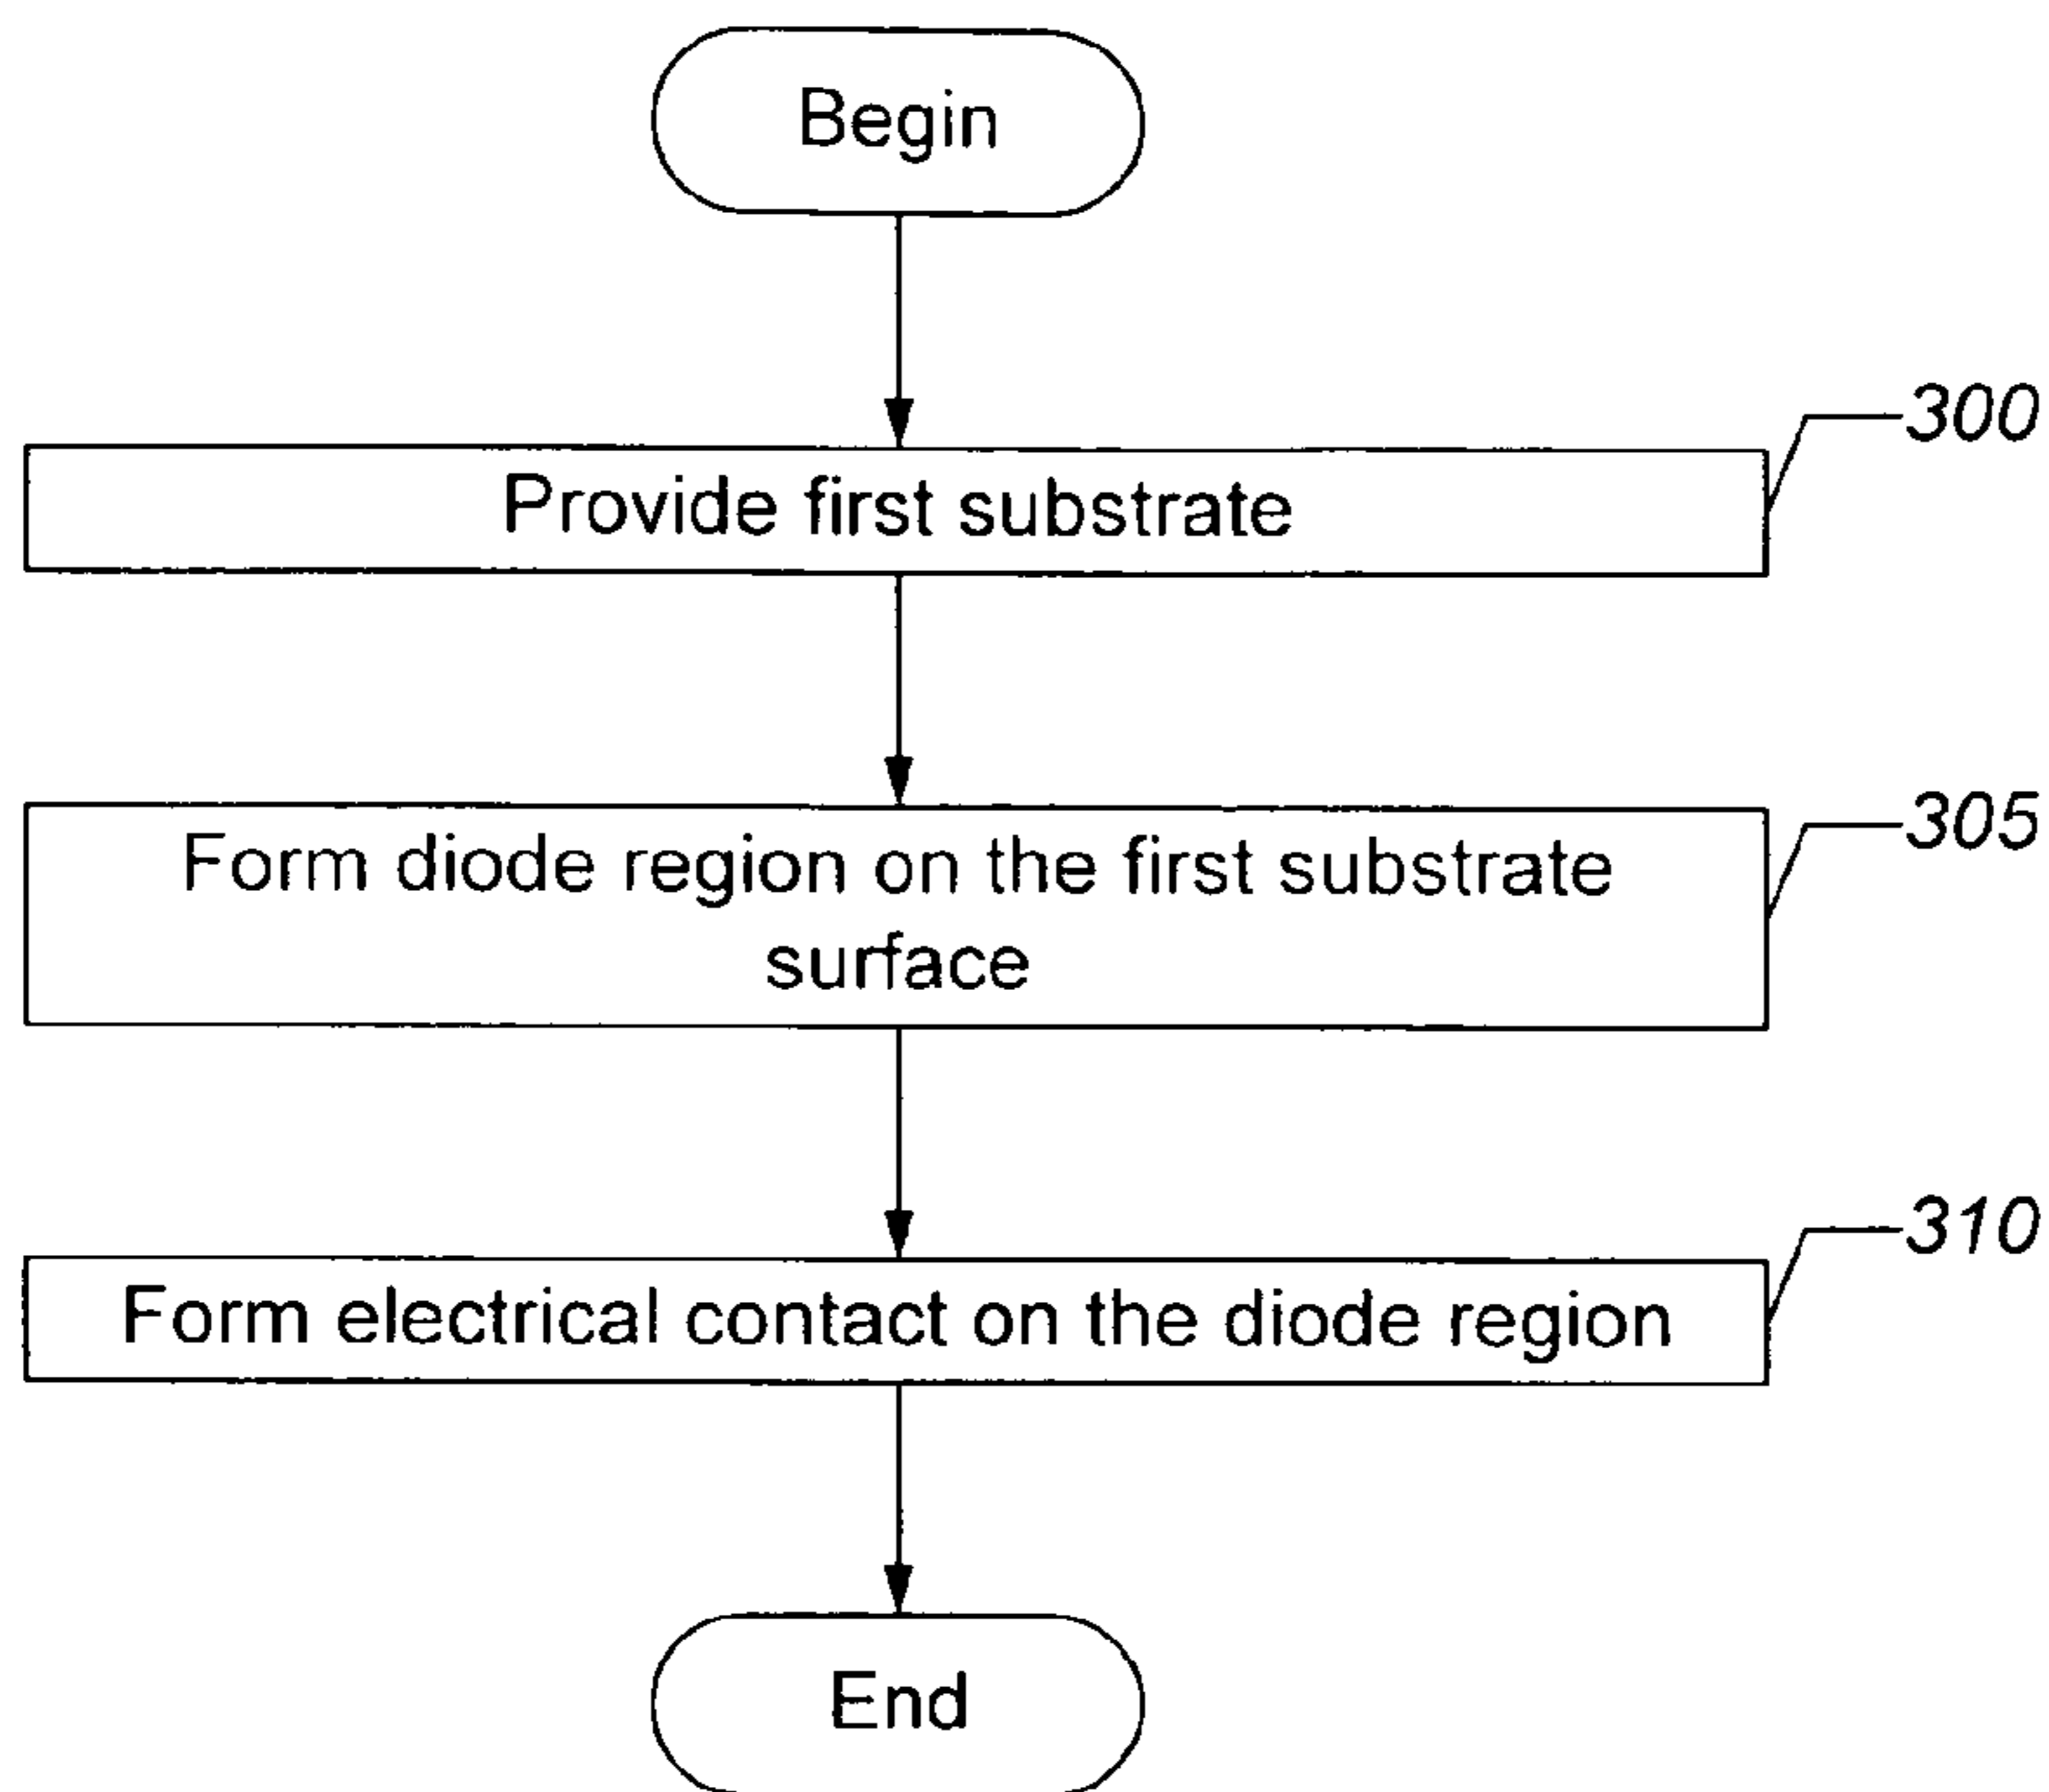 Begin
300
Provide first substrate
305
Form diode region on the first substrate
surface
310
Form electrical contact on the diode region
End